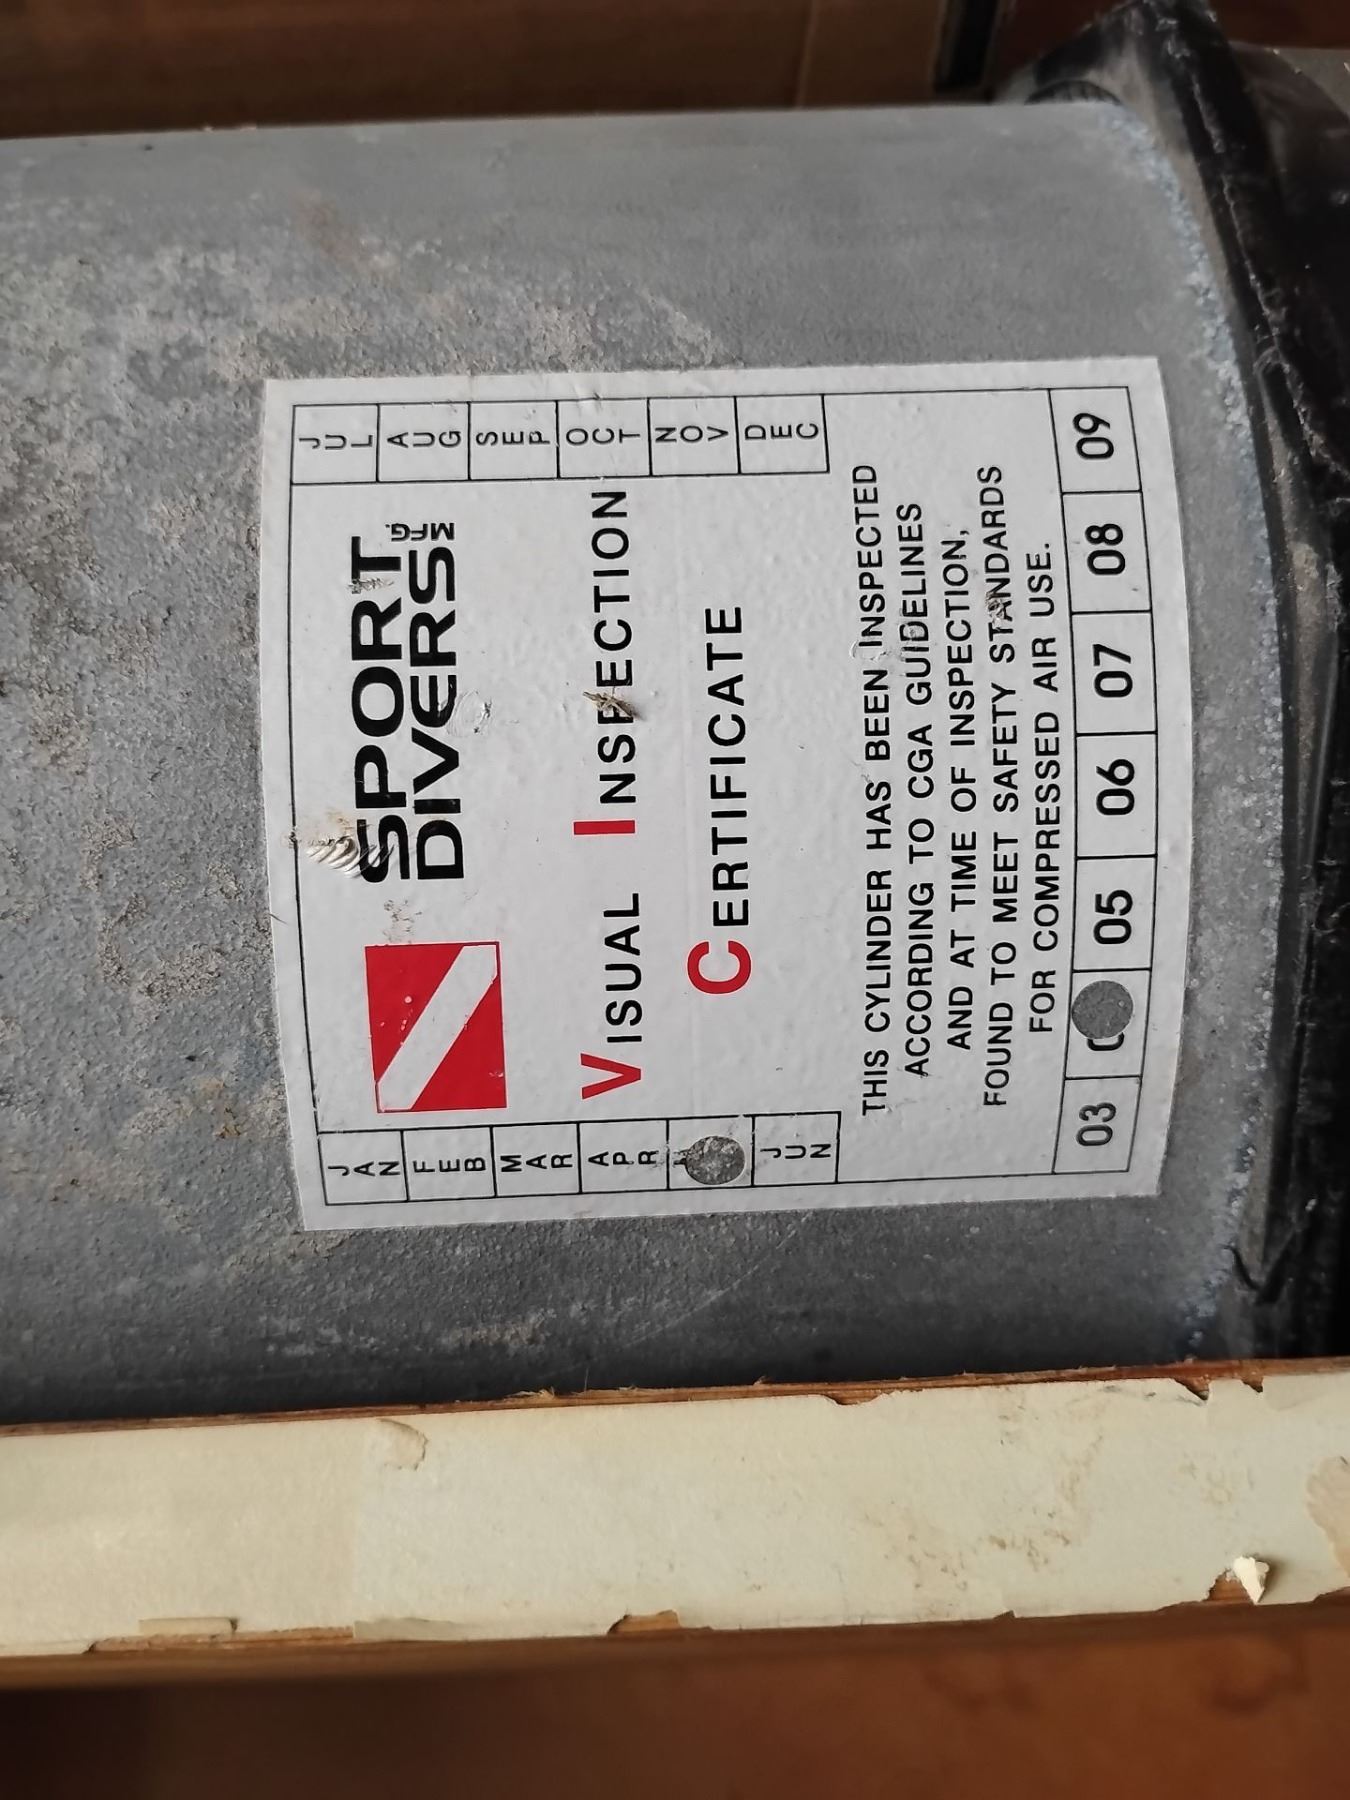 SPORT
DIVERS MFG.
VISUAL INSPECTION
CERTIFICATE
JAN
FEB
MAR
APR
JUN
JUL
AUG
SEP
OCT
NOV
DEC
THIS CYLINDER HAS BEEN INSPECTED
ACCORDING TO CGA GUIDELINES
AND AT TIME OF INSPECTION,
FOUND TO MEET SAFETY STANDARDS
FOR COMPRESSED AIR USE.
03 05 06 07 08 09